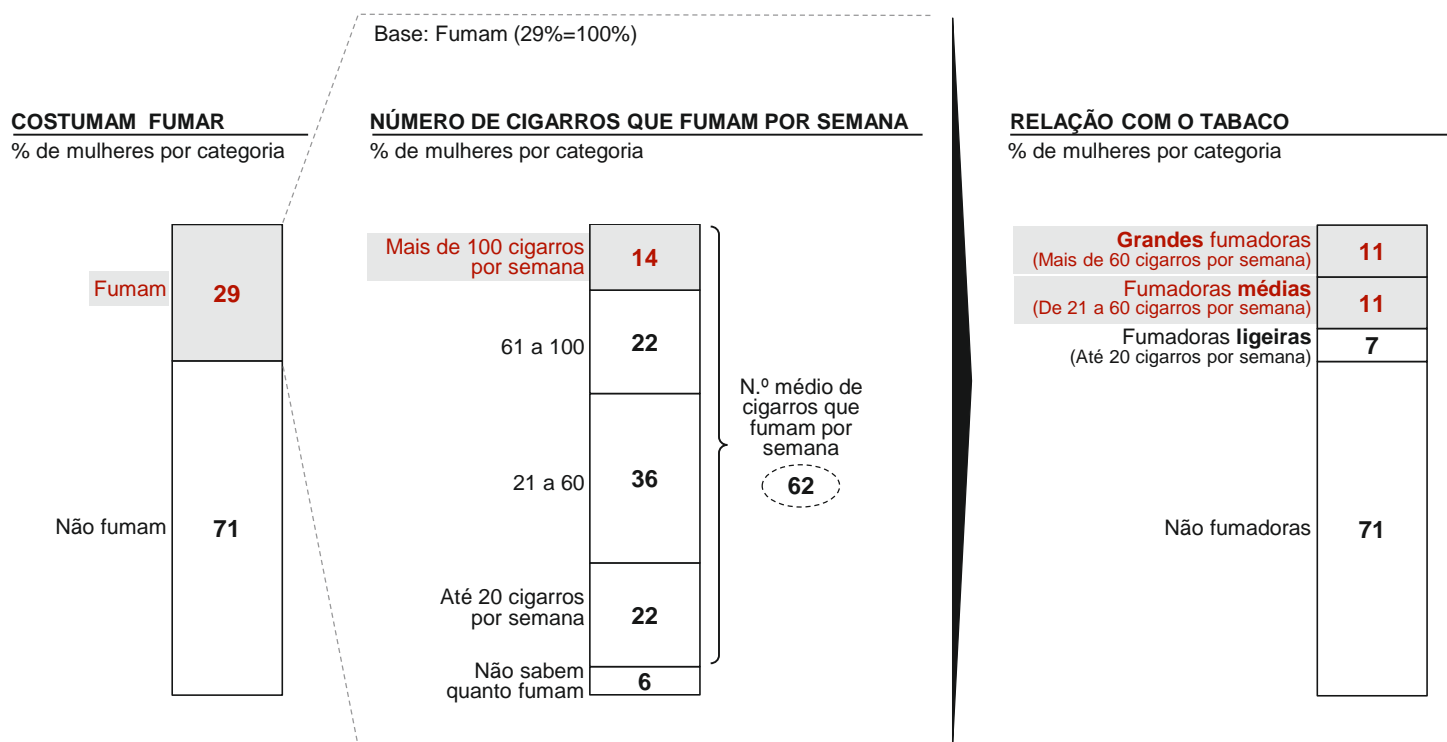 Base: Fumam (29%=100%)
COSTUMAM FUMAR
% de mulheres por categoria
Fumam
29
Não fumam
71
NÚMERO DE CIGARROS QUE FUMAM POR SEMANA
% de mulheres por categoria
Mais de 100 cigarros
por semana
14
61 a 100
22
21 a 60
36
Até 20 cigarros
por semana
22
Não sabem
quanto fumam
6
N.º médio de
cigarros que
fumam por
semana
62
RELAÇÃO COM O TABACO
% de mulheres por categoria
Grandes fumadoras
(Mais de 60 cigarros por semana)
11
Fumadoras médias
(De 21 a 60 cigarros por semana)
11
Fumadoras ligeiras
(Até 20 cigarros por semana)
7
Não fumadoras
71